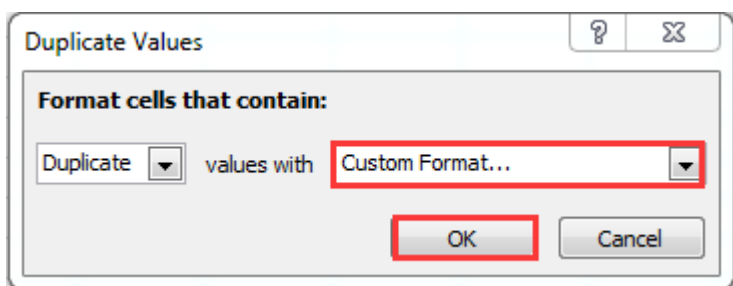 Duplicate Values
Format cells that contain:
Duplicate values with Custom Format...
OK Cancel